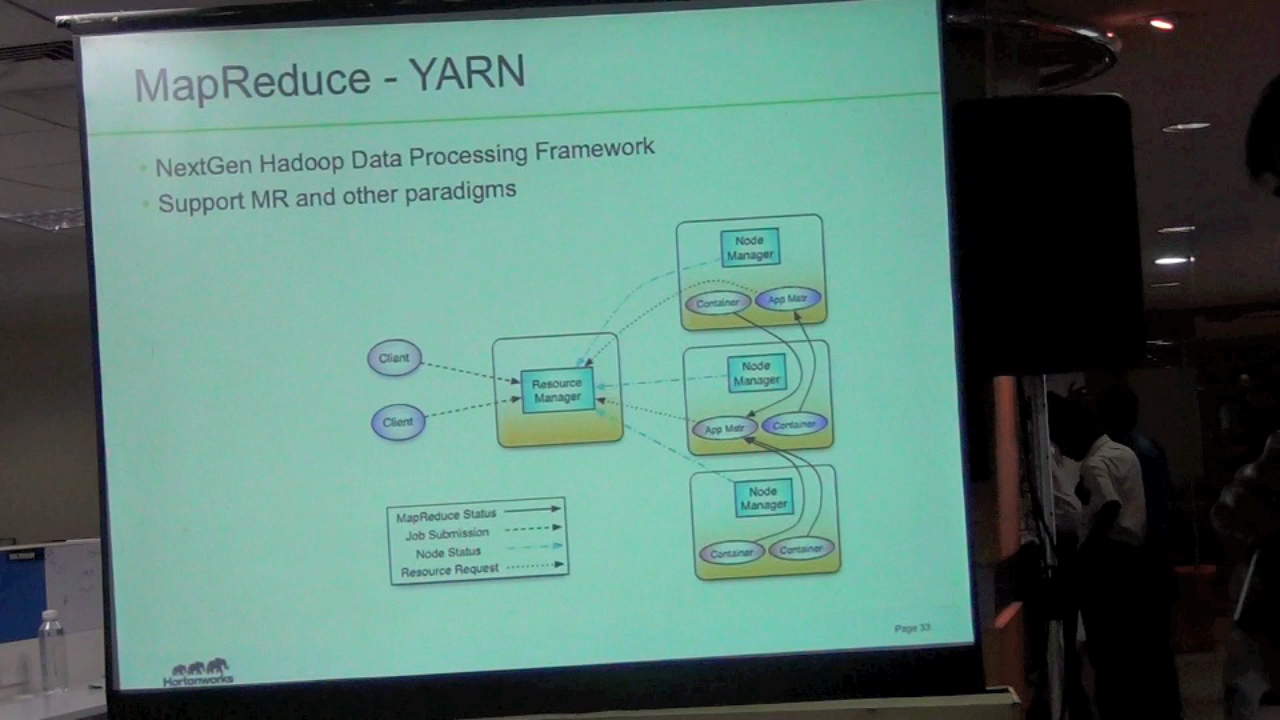 MapReduce - YARN
NextGen Hadoop Data Processing Framework
Support MR and other paradigms
Node
Manager
Container
App Mstr
Client
Resource
Manager
Node
Manager
Client
App Mstr
Container
Node
Manager
Container
Container
MapReduce Status
Job Submission
Node Status
Resource Request
Page 33
Hortonworks